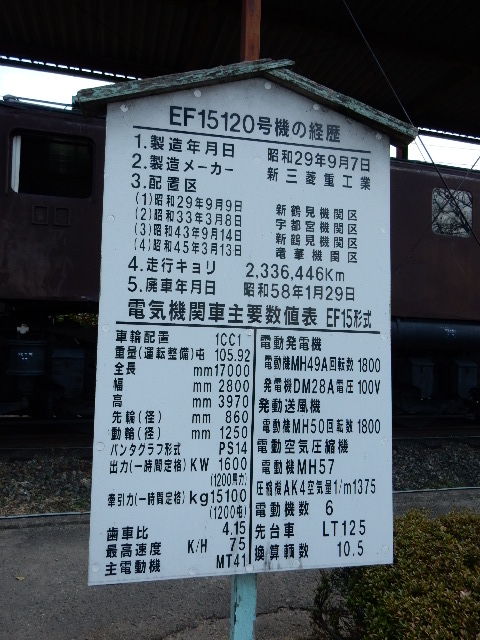 EF15120号機の経歴
1.製造年月日 昭和29年9月7日
2.製造メーカー 新三菱重工業
3.配置区
(1)昭和29年9月9日 新鶴見機関区
(2)昭和33年3月8日 宇都宮機関区
(3)昭和43年9月14日 新鶴見機関区
(4)昭和45年3月13日 竜華機関区
4.走行キョリ 2,336,446Km
5.廃車年月日 昭和58年1月29日
電気機関車主要数値表 EF15形式
車輪配置 1CC1
重量(運転整備)屯 105.92
全長 mm17000
幅 mm 2800
高 mm 3970
先輪(径) mm 860
動輪(径) mm 1250
パンタグラフ形式 PS14
出力(一時間定格)KW 1600
(1200馬力)
牽引力(一時間定格)kg15100
(1200屯)
歯車比 4.15
最高速度 K/H 75
主電動機 MT41
電動発電機
電動機MH49A回転数 1800
発電機DM28A電圧 100V
発動送風機
電動機MH50回転数 1800
電動空気圧縮機
電動機MH57
圧縮機AK4空気量1/m1375
電動機数 6
先台車 LT125
換算輌数 10.5